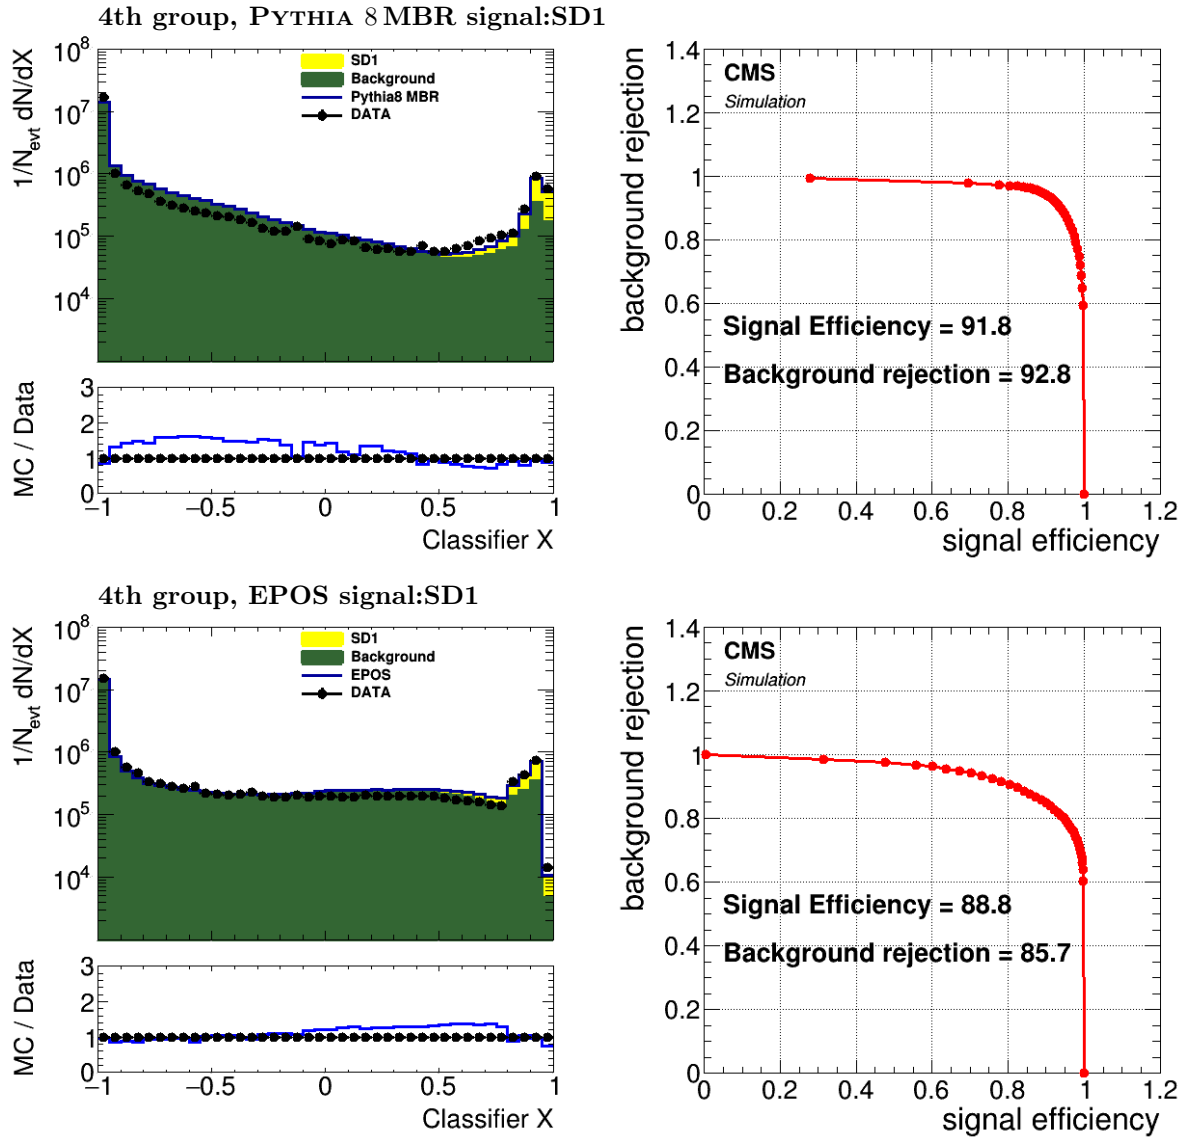 4th group, PYTHIA 8 MBR signal:SD1
1/N_evt dN/dX
10^8
10^7
10^6
10^5
10^4
SD1
Background
Pythia8 MBR
DATA
MC / Data
3
2
1
0
−1 −0.5 0 0.5 1
Classifier X
background rejection
1.4
1.2
1
0.8
0.6
0.4
0.2
0
CMS
Simulation
Signal Efficiency = 91.8
Background rejection = 92.8
0 0.2 0.4 0.6 0.8 1 1.2
signal efficiency
4th group, EPOS signal:SD1
1/N_evt dN/dX
10^8
10^7
10^6
10^5
10^4
SD1
Background
EPOS
DATA
MC / Data
3
2
1
0
−1 −0.5 0 0.5 1
Classifier X
background rejection
1.4
1.2
1
0.8
0.6
0.4
0.2
0
CMS
Simulation
Signal Efficiency = 88.8
Background rejection = 85.7
0 0.2 0.4 0.6 0.8 1 1.2
signal efficiency